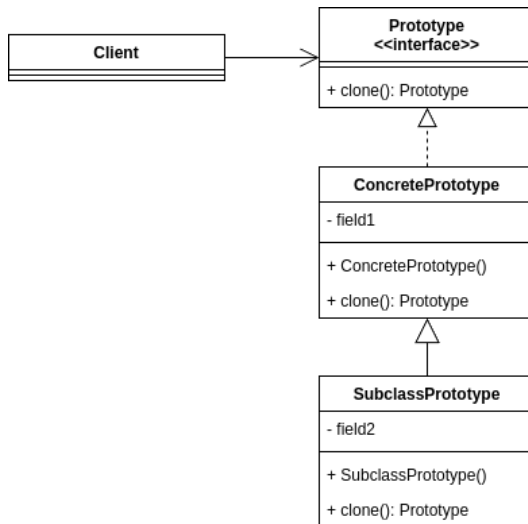 Client
Prototype
<<interface>>
+ clone(): Prototype
ConcretePrototype
- field1
+ ConcretePrototype()
+ clone(): Prototype
SubclassPrototype
- field2
+ SubclassPrototype()
+ clone(): Prototype